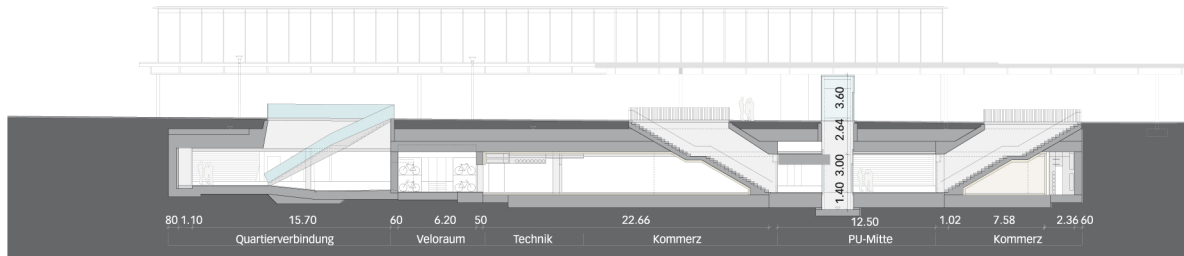 3.60
2.64
3.00
1.40
80 1.10 15.70 60 6.20 50 22.66 12.50 1.02 7.58 2.36 60
Quartierverbindung Veloraum Technik Kommerz PU-Mitte Kommerz